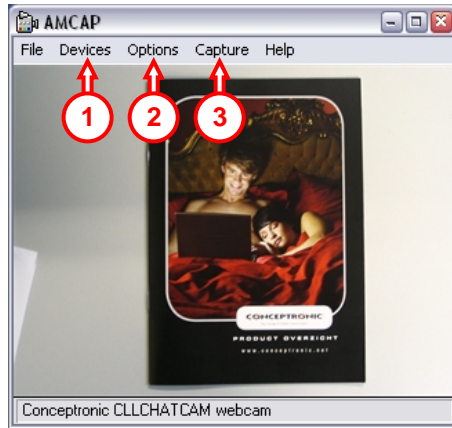 AMCAP
File Devices Options Capture Help
1 2 3
CONCEPTRONIC
PRODUCT OVERZICHT
www.conceptronic.net
Conceptronic CLLCHATCAM webcam